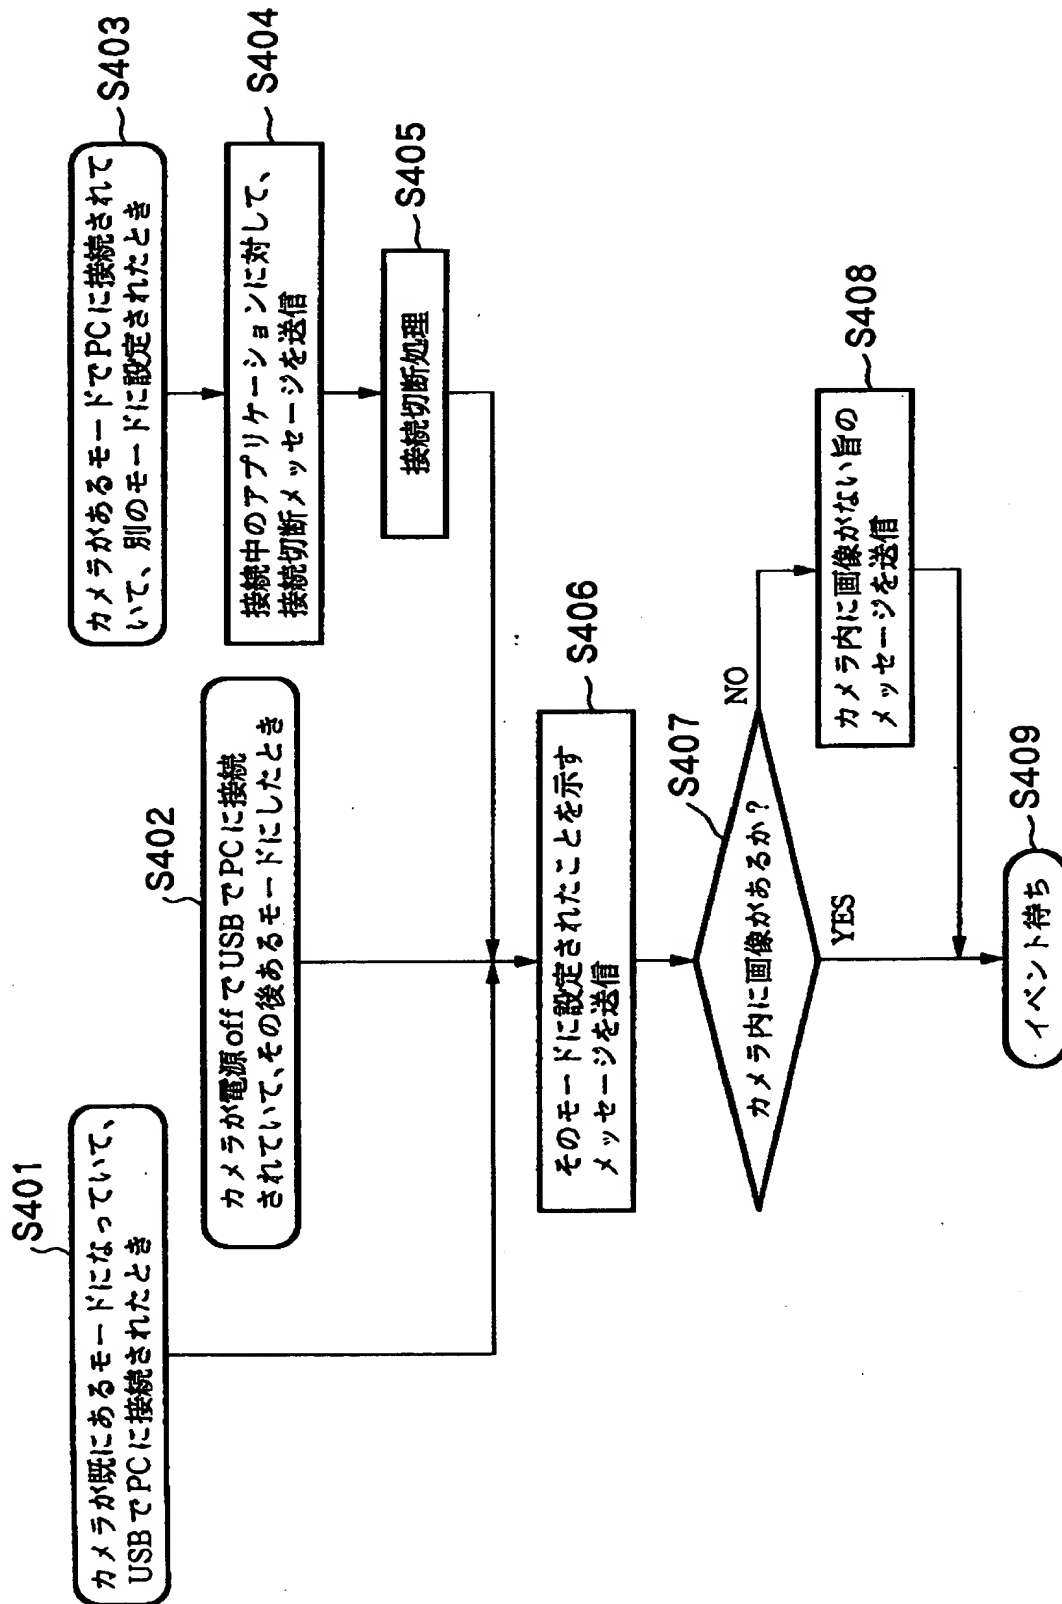 S401
カメラが既にあるモードになっていて、
USBでPCに接続されたとき
S402
カメラが電源offでUSBでPCに接続
されていて、その後あるモードにしたとき
S403
カメラがあるモードでPCに接続されて
いて、別のモードに設定されたとき
S404
接続中のアプリケーションに対して、
接続切断メッセージを送信
S405
接続切断処理
S406
そのモードに設定されたことを示す
メッセージを送信
S407
カメラ内に画像があるか？
NO
YES
S408
カメラ内に画像がない旨の
メッセージを送信
S409
イベント待ち